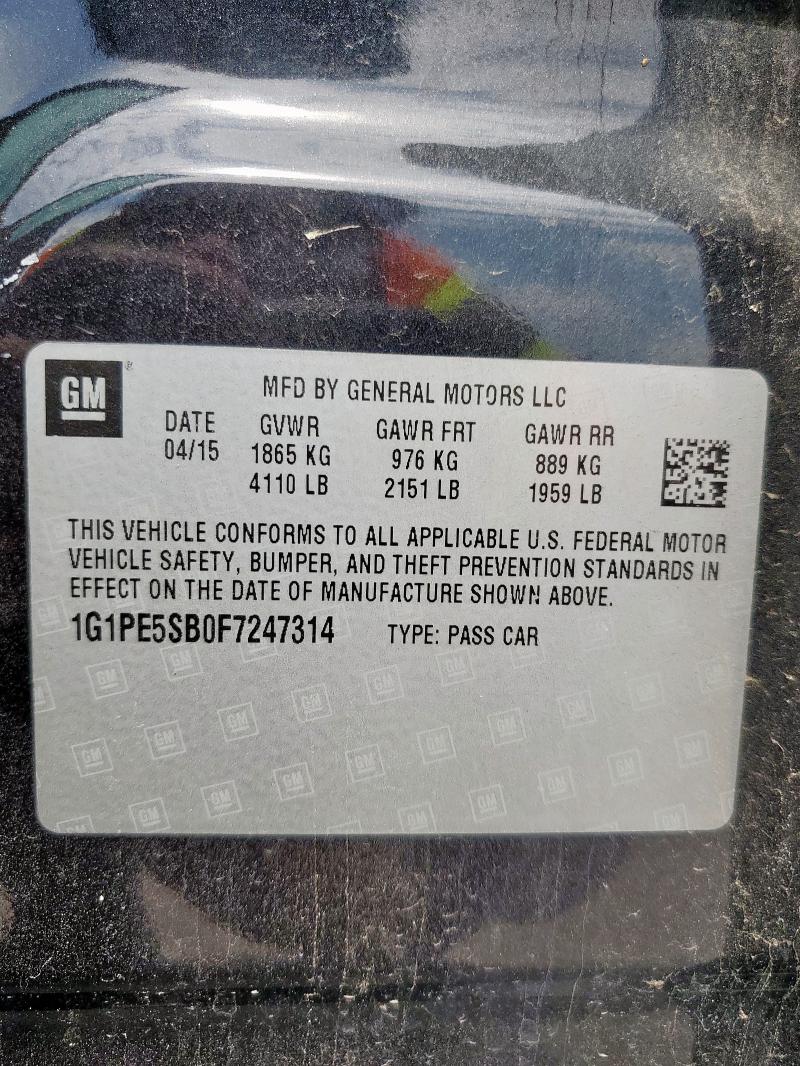 GM
MFD BY GENERAL MOTORS LLC
DATE GVWR GAWR FRT GAWR RR
04/15 1865 KG 976 KG 889 KG
4110 LB 2151 LB 1959 LB
THIS VEHICLE CONFORMS TO ALL APPLICABLE U.S. FEDERAL MOTOR
VEHICLE SAFETY, BUMPER, AND THEFT PREVENTION STANDARDS IN
EFFECT ON THE DATE OF MANUFACTURE SHOWN ABOVE.
1G1PE5SB0F7247314 TYPE: PASS CAR